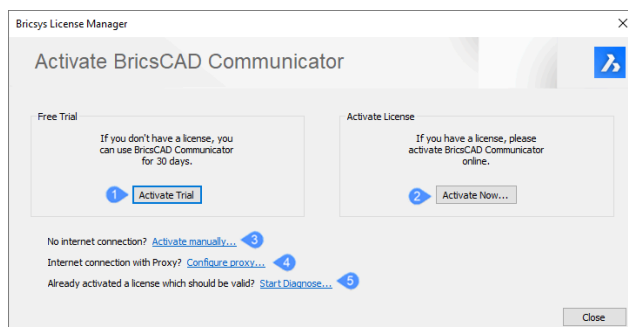 Bricsys License Manager
Activate BricsCAD Communicator
Free Trial
If you don't have a license, you
can use BricsCAD Communicator
for 30 days.
1 Activate Trial
Activate License
If you have a license, please
activate BricsCAD Communicator
online.
2 Activate Now...
No internet connection? Activate manually... 3
Internet connection with Proxy? Configure proxy... 4
Already activated a license which should be valid? Start Diagnose... 5
Close